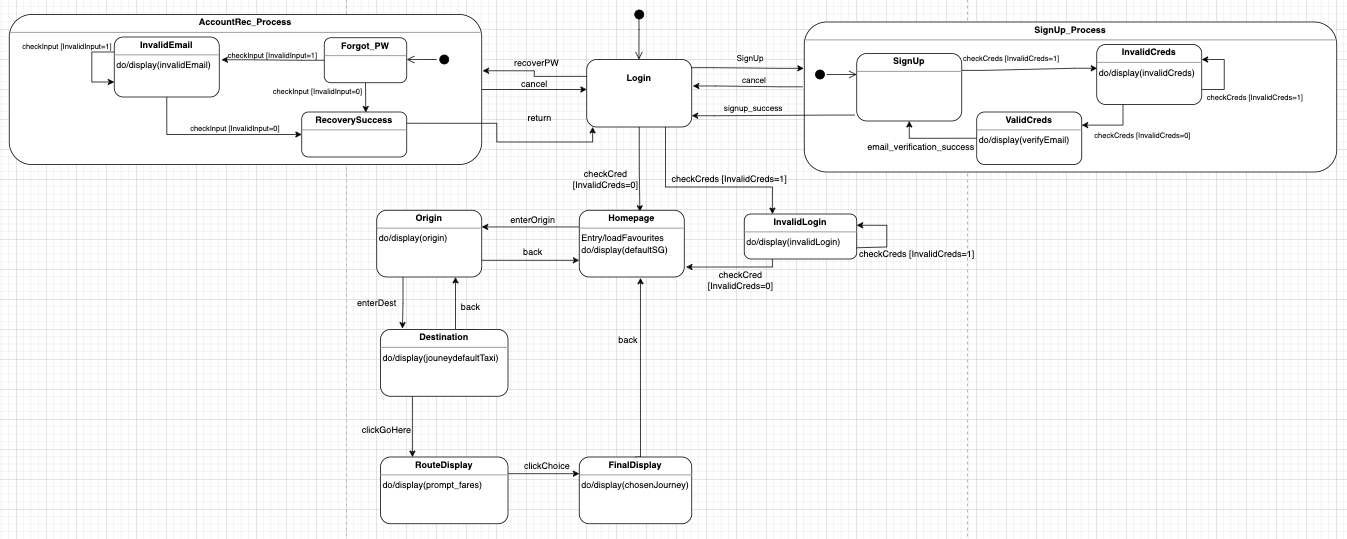 AccountRec_Process
checkInput [InvalidInput=1]
InvalidEmail
do/display(invalidEmail)
checkInput [InvalidInput=1]
Forgot_PW
checkInput [InvalidInput=0]
checkInput [InvalidInput=0]
RecoverySuccess
recoverPW
cancel
return
Login
SignUp
cancel
signup_success
SignUp_Process
SignUp
checkCreds [InvalidCreds=1]
InvalidCreds
do/display(invalidCreds)
checkCreds [InvalidCreds=1]
ValidCreds
do/display(verifyEmail)
checkCreds [InvalidCreds=0]
email_verification_success
checkCred
[InvalidCreds=0]
checkCreds [InvalidCreds=1]
Origin
do/display(origin)
enterOrigin
back
Homepage
Entry/loadFavourites
do/display(defaultSG)
InvalidLogin
do/display(invalidLogin)
checkCreds [InvalidCreds=1]
checkCred
[InvalidCreds=0]
enterDest
back
Destination
do/display(jouneydefaultTaxi)
back
clickGoHere
RouteDisplay
do/display(prompt_fares)
clickChoice
FinalDisplay
do/display(chosenJourney)